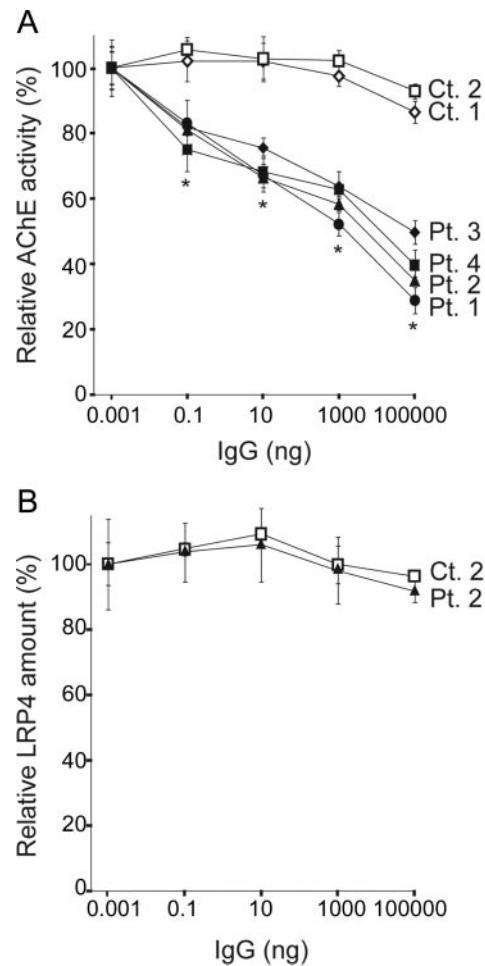 A
Relative AChE activity (%)
100
80
60
40
20
0
Ct. 2
Ct. 1
Pt. 3
Pt. 4
Pt. 2
Pt. 1
*
*
*
*
0.001 0.1 10 1000 100000
IgG (ng)
B
Relative LRP4 amount (%)
100
80
60
40
20
0
Ct. 2
Pt. 2
0.001 0.1 10 1000 100000
IgG (ng)